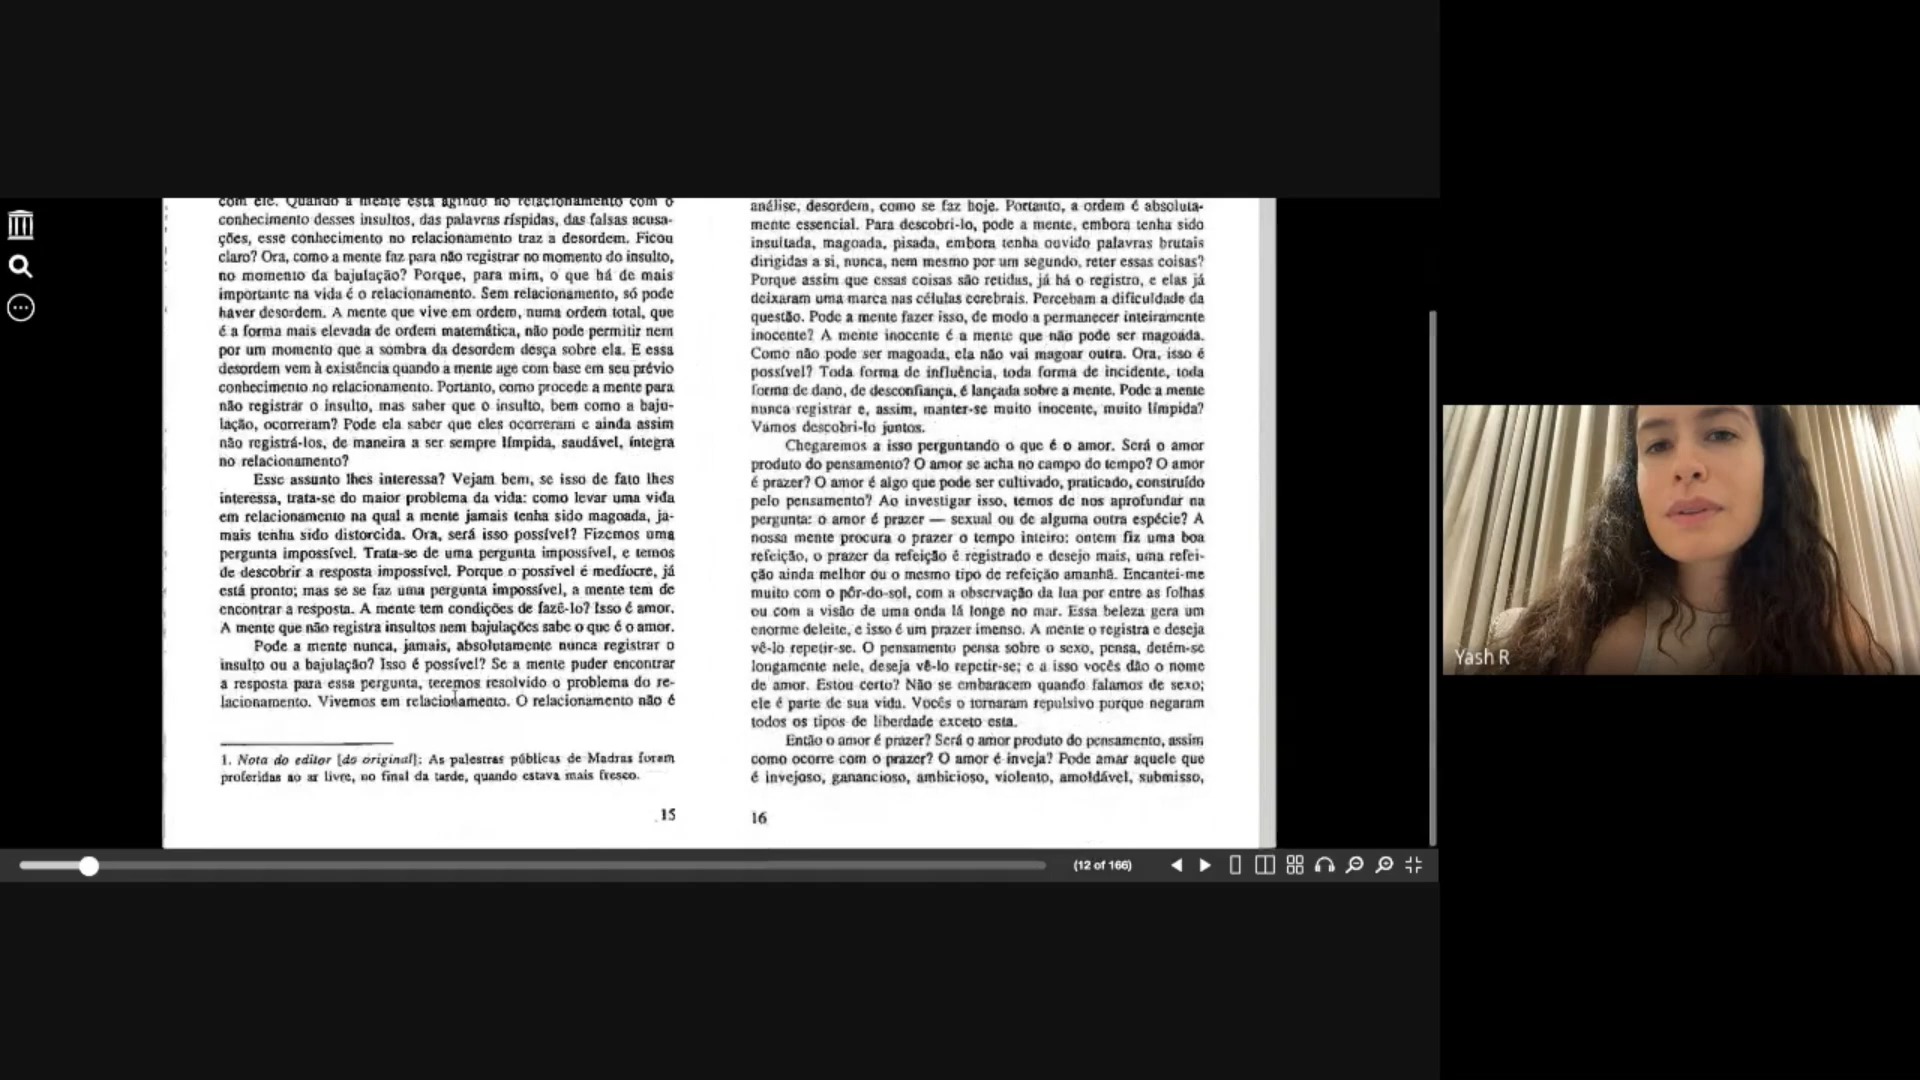 com ele. Quando a mente está agindo no relacionamento com o
conhecimento desses insultos, das palavras ríspidas, das falsas acusa-
ções, esse conhecimento no relacionamento traz a desordem. Ficou
claro? Ora, como a mente faz para não registrar no momento do insulto,
no momento da bajulação? Porque, para mim, o que há de mais
importante na vida é o relacionamento. Sem relacionamento, só pode
haver desordem. A mente que vive em ordem, numa ordem total, que
é a forma mais elevada de ordem matemática, não pode permitir nem
por um momento que a sombra da desordem desça sobre ela. E essa
desordem vem à existência quando a mente age com base em seu prévio
conhecimento no relacionamento. Portanto, como procede a mente para
não registrar o insulto, mas saber que o insulto, bem como a baju-
lação, ocorreram? Pode ela saber que eles ocorreram e ainda assim
não registrá-los, de maneira a ser sempre límpida, saudável, íntegra
no relacionamento?
Esse assunto lhes interessa? Vejam bem, se isso de fato lhes
interessa, trata-se do maior problema da vida: como levar uma vida
em relacionamento na qual a mente jamais tenha sido magoada, ja-
mais tenha sido distorcida. Ora, será isso possível? Fizemos uma
pergunta impossível. Trata-se de uma pergunta impossível, e temos
de descobrir a resposta impossível. Porque o possível é medíocre, já
está pronto; mas se se faz uma pergunta impossível, a mente tem de
encontrar a resposta. A mente tem condições de fazê-lo? Isso é amor.
A mente que não registra insultos nem bajulações sabe o que é o amor.
Pode a mente nunca, jamais, absolutamente nunca registrar o
insulto ou a bajulação? Isso é possível? Se a mente puder encontrar
a resposta para essa pergunta, teremos resolvido o problema do re-
lacionamento. Vivemos em relacionamento. O relacionamento não é
1. Nota do editor [do original]: As palestras públicas de Madras foram
proferidas ao ar livre, no final da tarde, quando estava mais fresco.
15
análise, desordem, como se faz hoje. Portanto, a ordem é absoluta-
mente essencial. Para descobri-lo, pode a mente, embora tenha sido
insultada, magoada, pisada, embora tenha ouvido palavras brutais
dirigidas a si, nunca, nem mesmo por um segundo, reter essas coisas?
Porque assim que essas coisas são retidas, já há o registro, e elas já
deixaram uma marca nas células cerebrais. Percebam a dificuldade da
questão. Pode a mente fazer isso, de modo a permanecer inteiramente
inocente? A mente inocente é a mente que não pode ser magoada.
Como não pode ser magoada, ela não vai magoar outra. Ora, isso é
possível? Toda forma de influência, toda forma de incidente, toda
forma de dano, de desconfiança, é lançada sobre a mente. Pode a mente
nunca registrar e, assim, manter-se muito inocente, muito límpida?
Vamos descobri-lo juntos.
Chegaremos a isso perguntando o que é o amor. Será o amor
produto do pensamento? O amor se acha no campo do tempo? O amor
é prazer? O amor é algo que pode ser cultivado, praticado, construído
pelo pensamento? Ao investigar isso, temos de nos aprofundar na
pergunta: o amor é prazer — sexual ou de alguma outra espécie? A
nossa mente procura o prazer o tempo inteiro: ontem fiz uma boa
refeição, o prazer da refeição é registrado e desejo mais, uma refei-
ção ainda melhor ou o mesmo tipo de refeição amanhã. Encantei-me
muito com o pôr-do-sol, com a observação da lua por entre as folhas
ou com a visão de uma onda lá longe no mar. Essa beleza gera um
enorme deleite, e isso é um prazer imenso. A mente o registra e deseja
vê-lo repetir-se. O pensamento pensa sobre o sexo, pensa, detém-se
longamente nele, deseja vê-lo repetir-se; e a isso vocês dão o nome
de amor. Estou certo? Não se embaracem quando falamos de sexo;
ele é parte de sua vida. Vocês o tornaram repulsivo porque negaram
todos os tipos de liberdade exceto esta.
Então o amor é prazer? Será o amor produto do pensamento, assim
como ocorre com o prazer? O amor é inveja? Pode amar aquele que
é invejoso, ganancioso, ambicioso, violento, amoldável, submisso,
16
(12 of 166)
Yash R